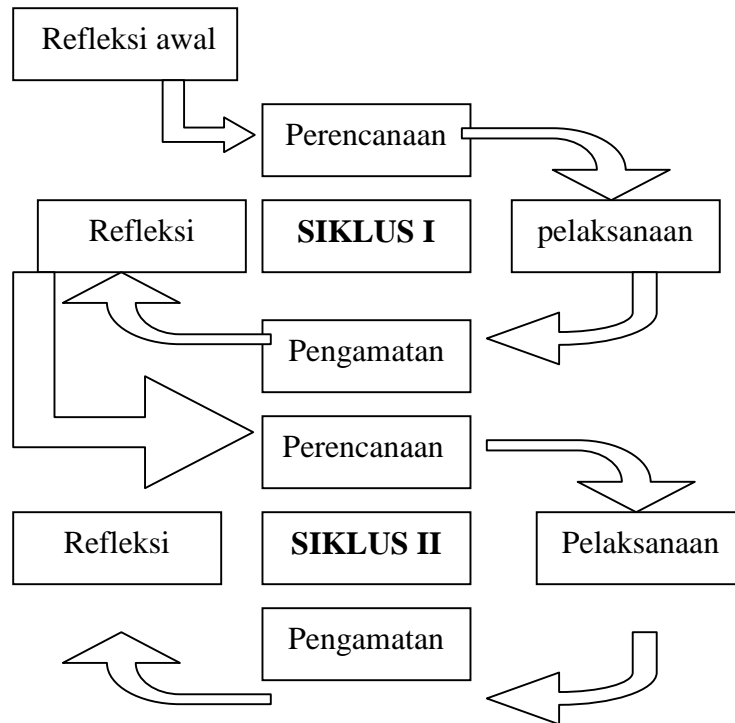 Refleksi awal
Perencanaan
Refleksi
SIKLUS I
pelaksanaan
Pengamatan
Perencanaan
Refleksi
SIKLUS II
Pelaksanaan
Pengamatan